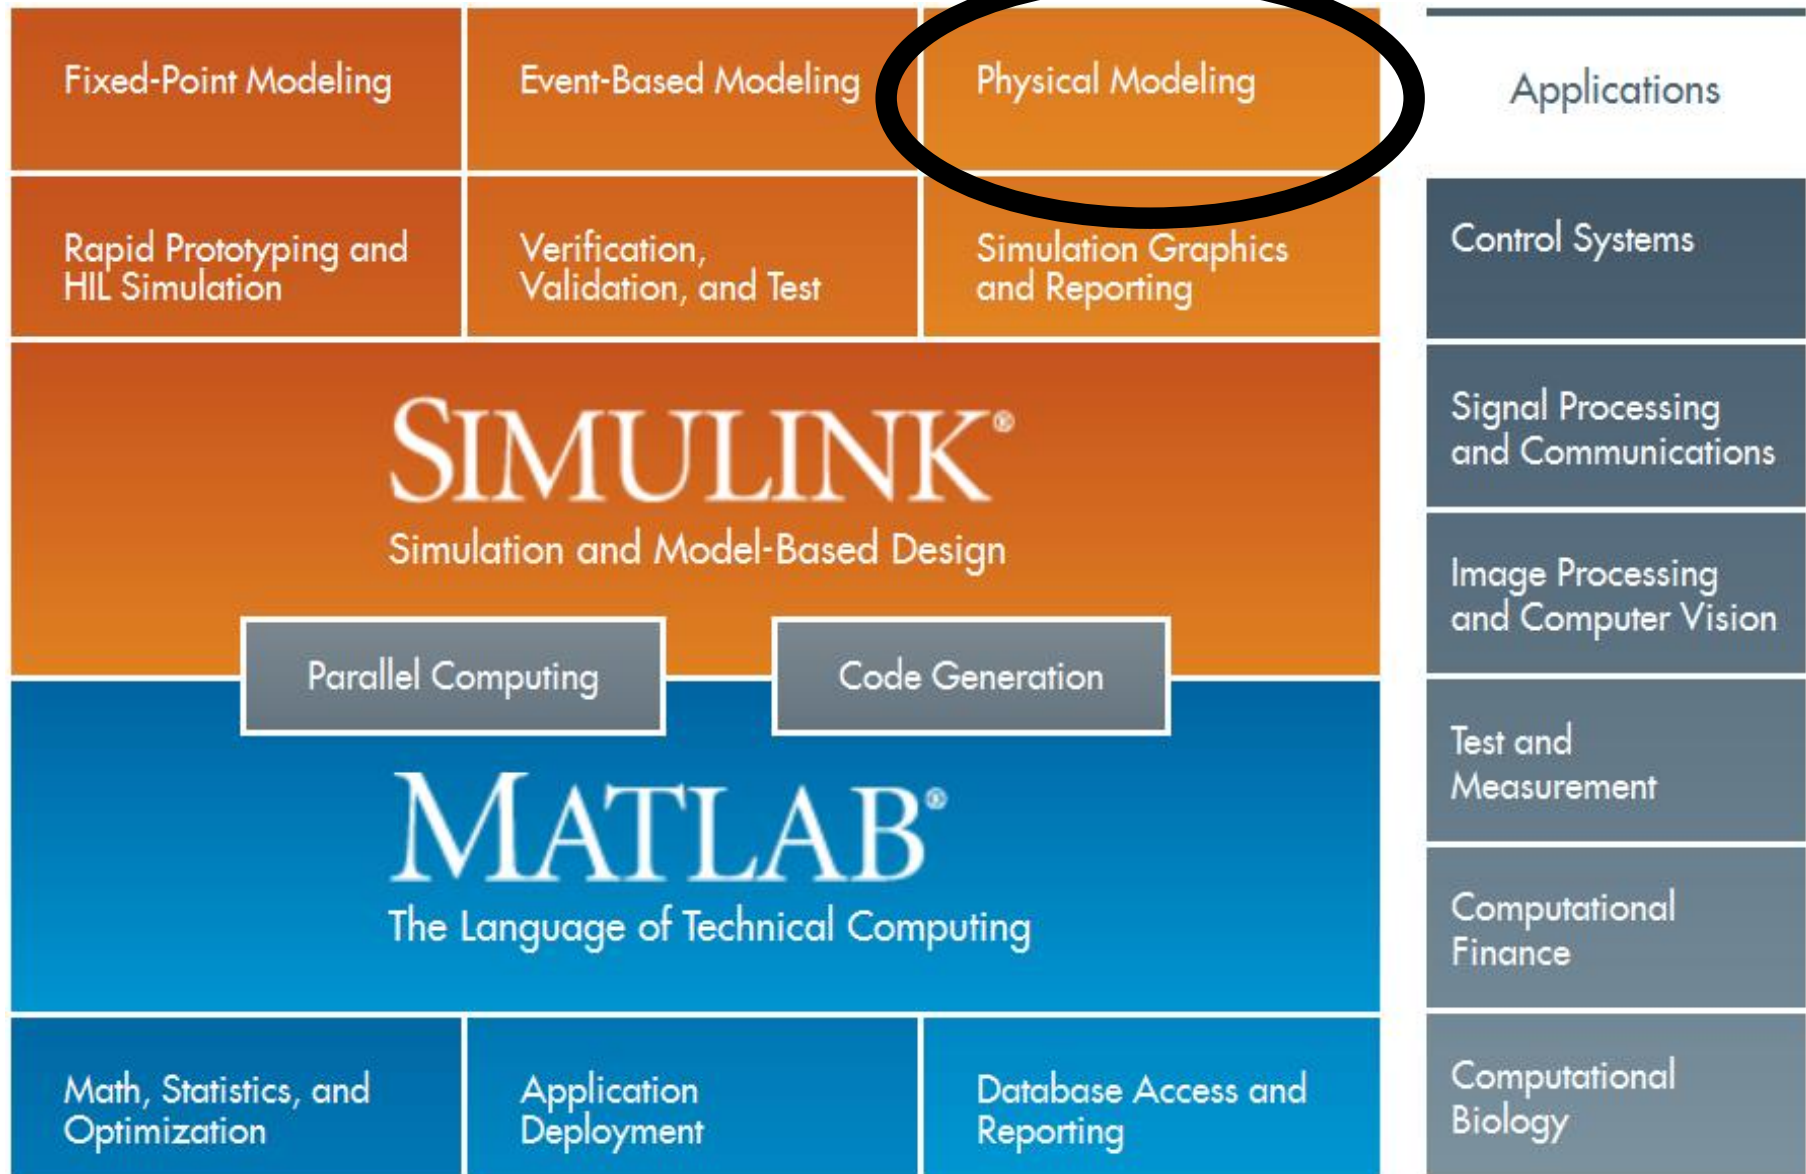 Fixed-Point Modeling
Event-Based Modeling
Physical Modeling
Rapid Prototyping and
HIL Simulation
Verification,
Validation, and Test
Simulation Graphics
and Reporting
SIMULINK®
Simulation and Model-Based Design
Parallel Computing
Code Generation
MATLAB®
The Language of Technical Computing
Math, Statistics, and
Optimization
Application
Deployment
Database Access and
Reporting
Applications
Control Systems
Signal Processing
and Communications
Image Processing
and Computer Vision
Test and
Measurement
Computational
Finance
Computational
Biology